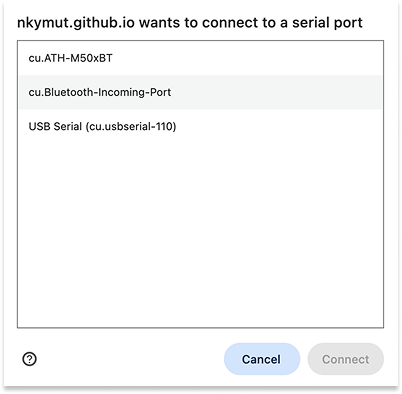 nkymut.github.io wants to connect to a serial port
cu.ATH-M50xBT
cu.Bluetooth-Incoming-Port
USB Serial (cu.usbserial-110)
Cancel
Connect